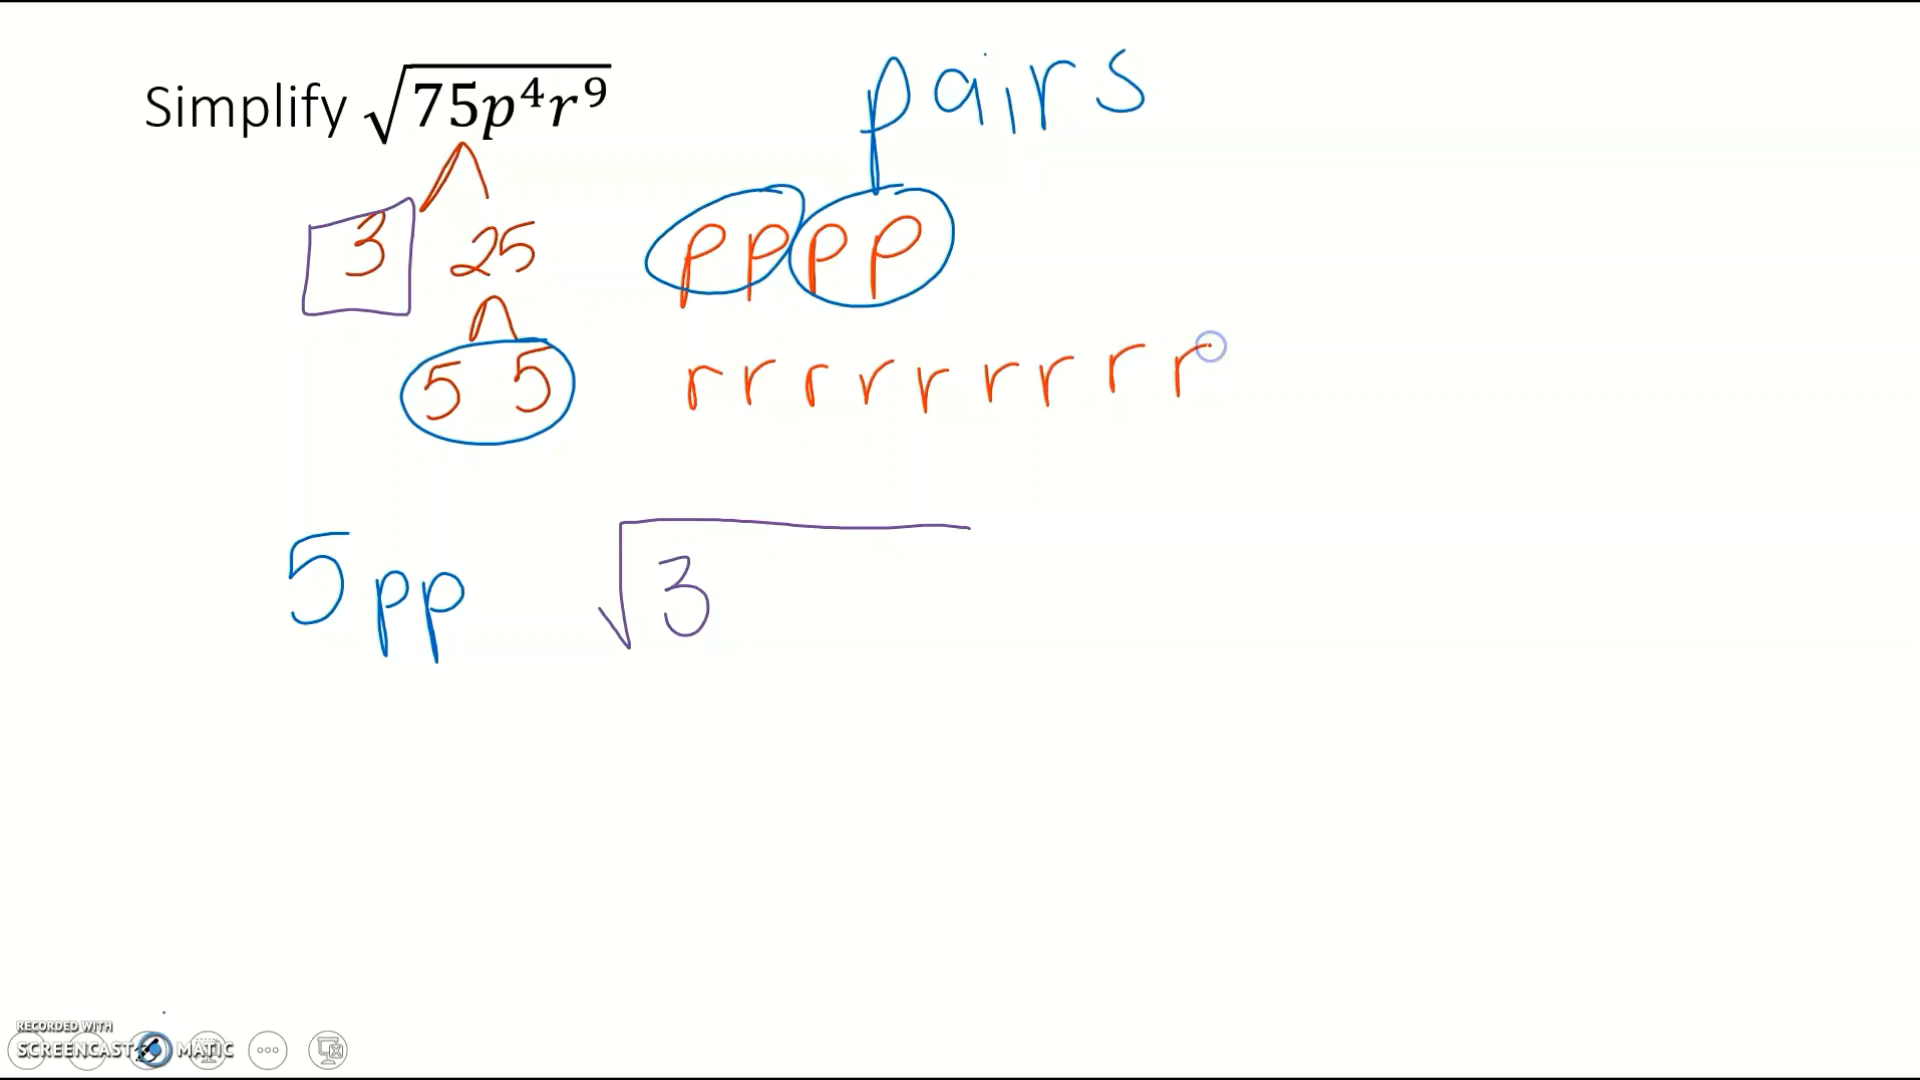 Simplify √75p⁴r⁹
pairs
3 25 pppp
5 5 rrrrrrrrr
5pp √3
RECORDED WITH
SCREENCAST MATIC